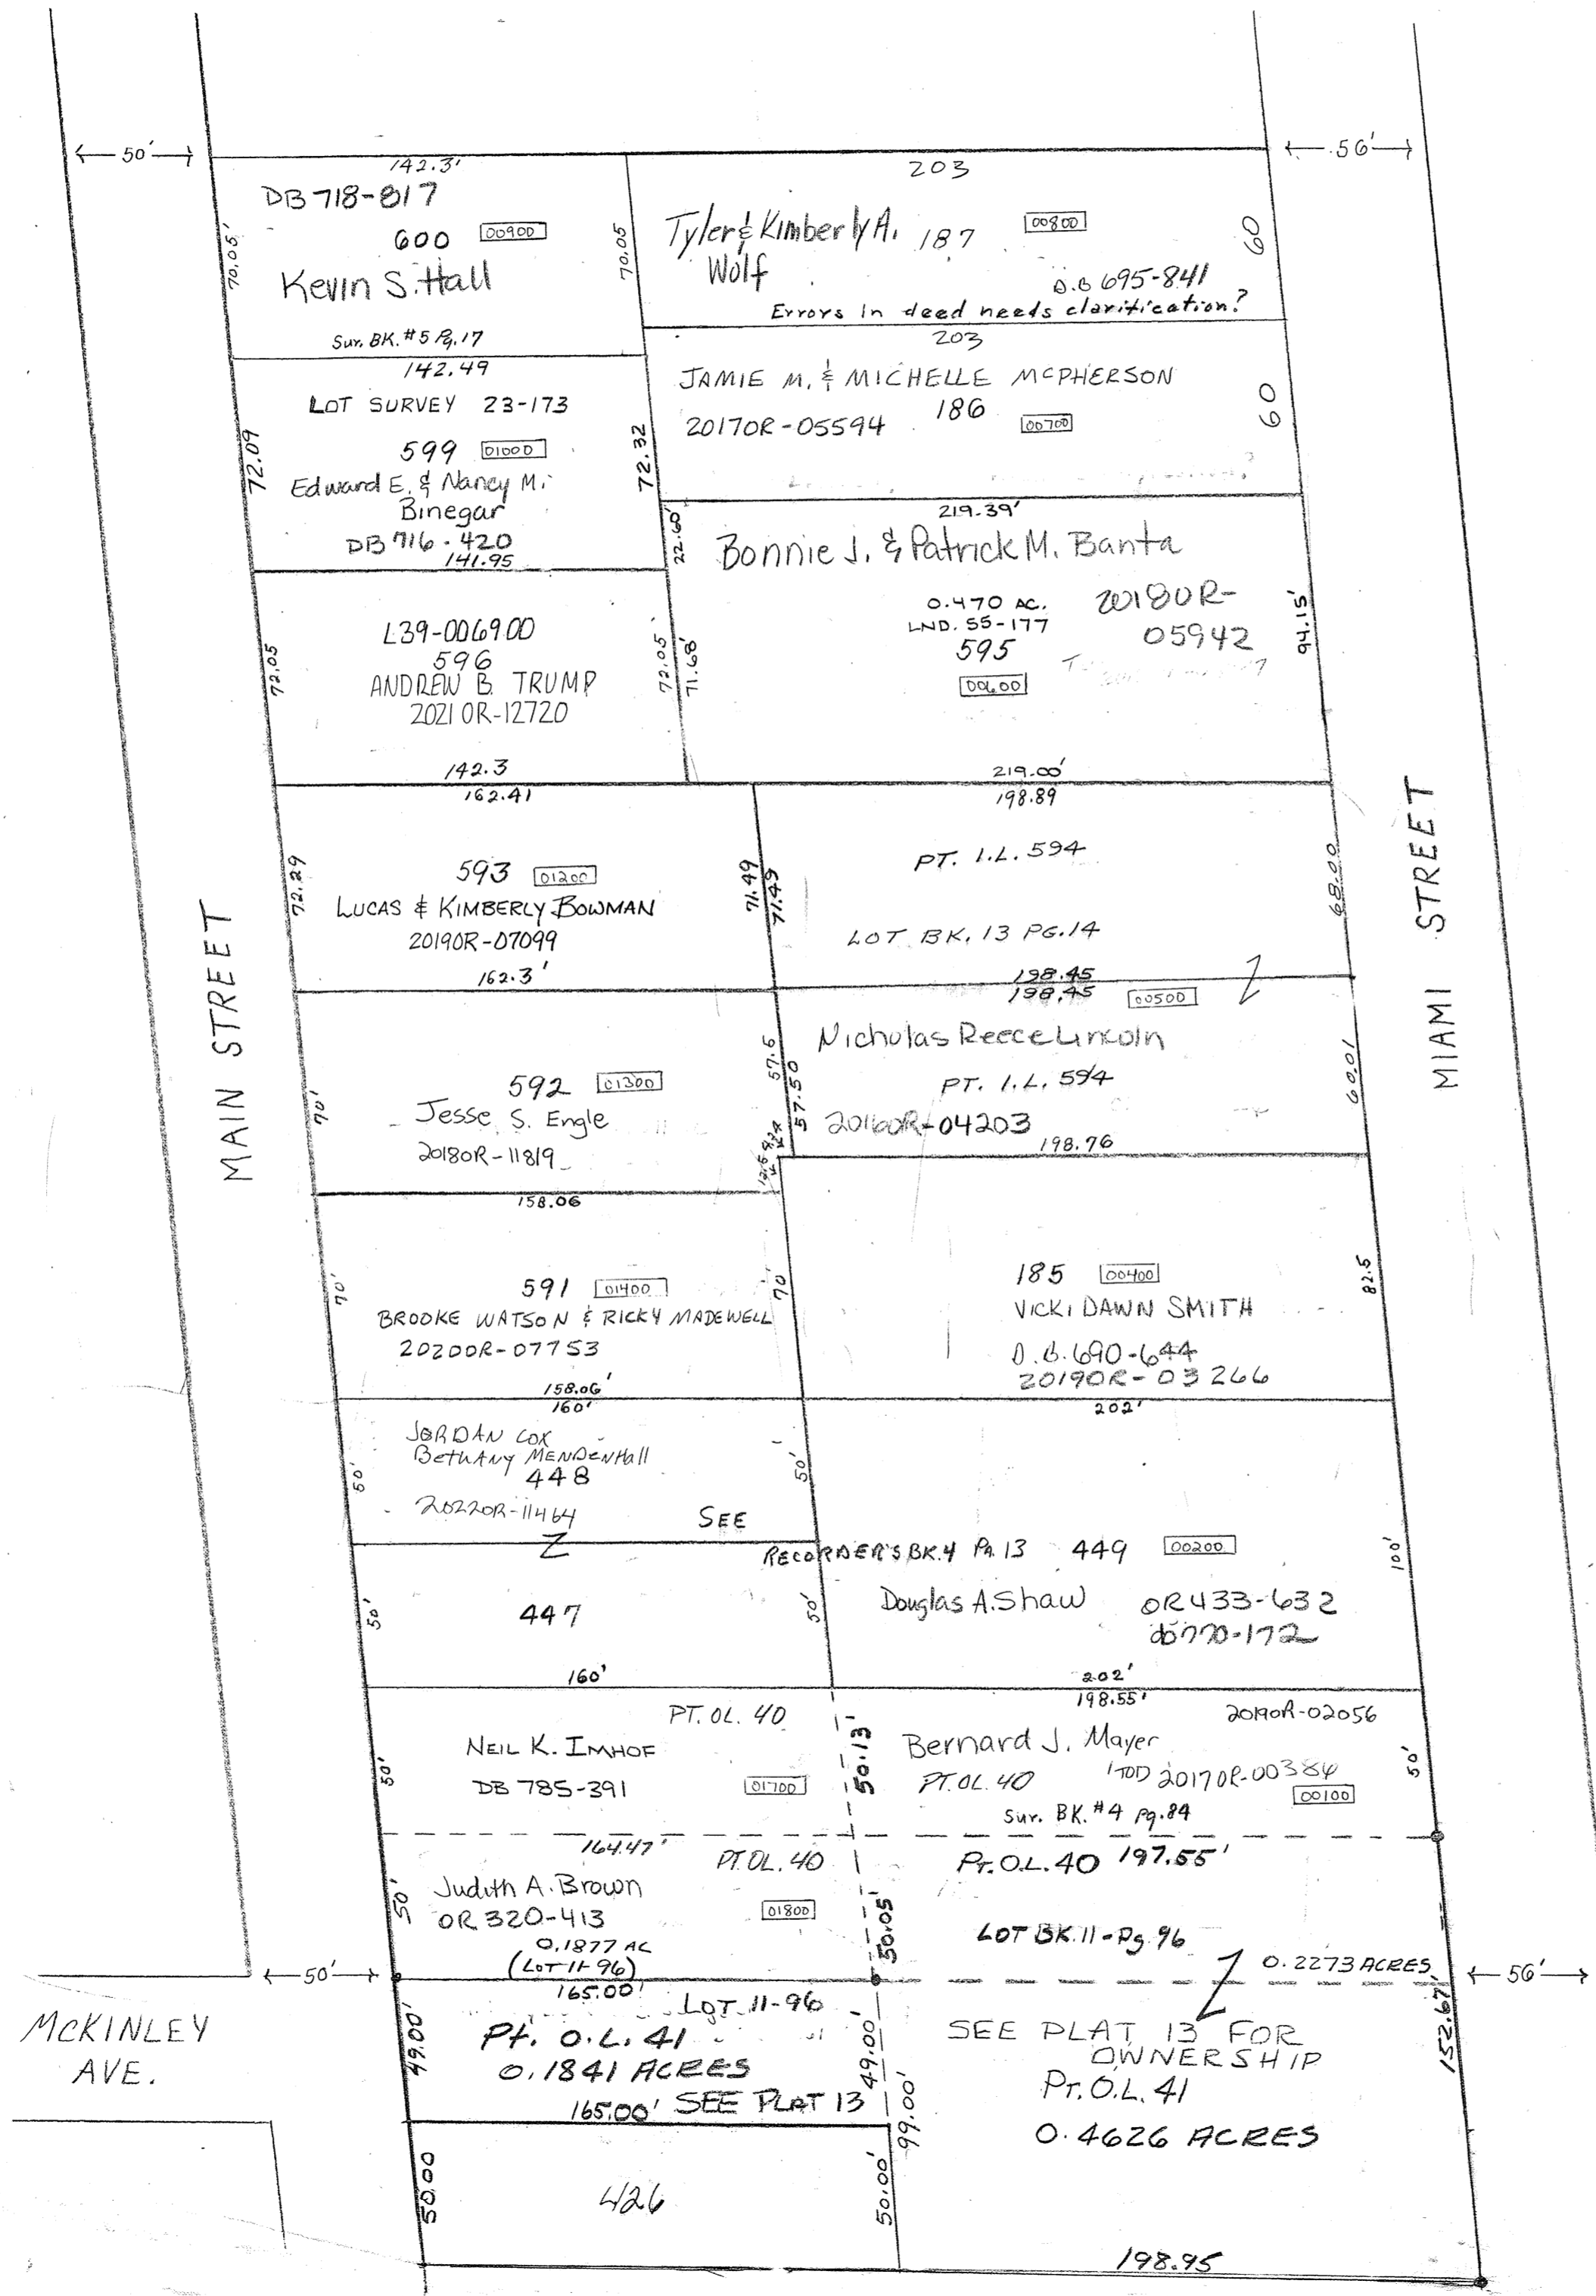 50'
56'
142.3'
203
DB 718-817
600 00900
Kevin S. Hall
70.05'
70.05
Sur. BK. #5 Pg. 17
Tyler & Kimberly A. 187 00800
Wolf
D.B 695-841
60
Errors in deed needs clarification?
203
142.49
LOT SURVEY 23-173
599 01000
Edward E. & Nancy M.
Binegar
DB 716-420
141.95
72.09
72.32
JAMIE M. & MICHELLE MCPHERSON
186
2017OR-05594 00700
60
219.39'
22.60'
Bonnie J. & Patrick M. Banta
0.470 AC.
LND. 55-177
595
00600
2018OR-
05942
94.15'
219.00'
L39-006900
596
ANDREW B. TRUMP
2021OR-12720
72.05
72.05'
71.68'
142.3
162.41
198.89
593 01200
LUCAS & KIMBERLY BOWMAN
2019OR-07099
162.3'
72.29
71.49
71.49
PT. I.L. 594
LOT BK. 13 PG. 14
68.00
198.45
198.45 00500
MAIN STREET
MIAMI STREET
592 01300
Jesse S. Engle
2018OR-11819
70'
57.5
57.50
158.06
Nicholas Reece Lincoln
PT. I.L. 594
2016OR-04203
60.01
198.76
591 01400
BROOKE WATSON & RICKY MADEWELL
2020OR-07753
70'
70'
158.06'
185 00400
VICKI DAWN SMITH
D.B. 690-644
2019OR-03266
82.5
202'
160'
JORDAN COX
BethANy MENDENHall
448
2022OR-11464
50'
50'
SEE
RECORDER'S BK. 4 PG. 13 449 00200
Douglas A. Shaw OR 433-632
100'
447
50'
50'
160'
202'
198.55'
PT. OL. 40
NEIL K. IMHOF
DB 785-391 01700
50'
50.13'
2019OR-02056
Bernard J. Mayer
PT. OL. 40 TOD 2017OR-00384
00100
Sur. BK. #4 pg. 84
50'
164.47'
PT. OL. 40
Judith A. Brown
OR 320-413 01800
0.1877 AC
(LOT 11-96)
50'
50.05'
PT. O.L. 40 197.55'
LOT BK. 11-Pg. 96
0.2273 ACRES
50'
56'
165.00'
LOT 11-96
Pt. O.L. 41
0.1841 ACRES
165.00' SEE PLAT 13
49.00'
49.00'
99.00'
SEE PLAT 13 FOR
OWNERSHIP
PT. O.L. 41
0.4626 ACRES
152.67'
MCKINLEY
AVE.
50.00
426
50.00'
198.95